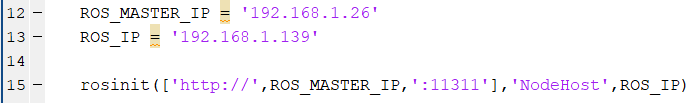 12 – ROS_MASTER_IP = '192.168.1.26'
13 – ROS_IP = '192.168.1.139'
14
15 – rosinit(['http://',ROS_MASTER_IP,':11311'],'NodeHost',ROS_IP)